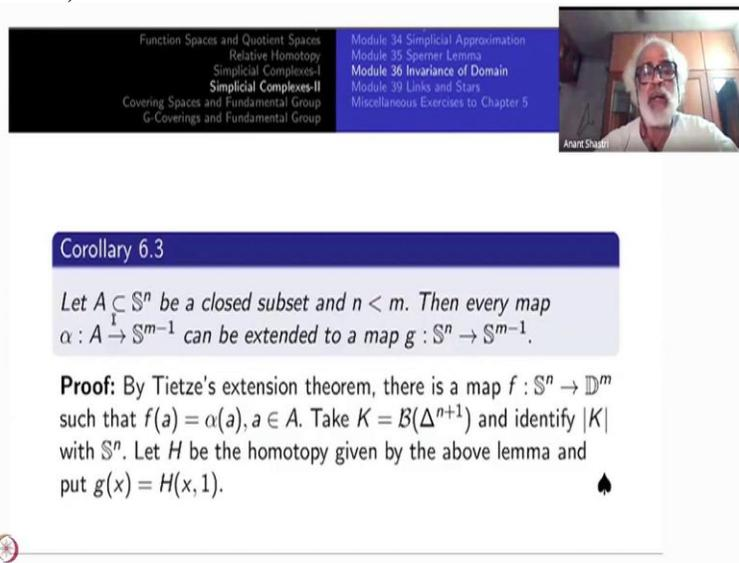 Function Spaces and Quotient Spaces
Relative Homotopy
Simplicial Complexes-I
Simplicial Complexes-II
Covering Spaces and Fundamental Group
G-Coverings and Fundamental Group
Module 34 Simplicial Approximation
Module 35 Sperner Lemma
Module 36 Invariance of Domain
Module 39 Links and Stars
Miscellaneous Exercises to Chapter 5
Anant Shastri
Corollary 6.3
Let A ⊂ 𝕊ⁿ be a closed subset and n < m. Then every map
α : A → 𝕊ᵐ⁻¹ can be extended to a map g : 𝕊ⁿ → 𝕊ᵐ⁻¹.
Proof: By Tietze's extension theorem, there is a map f : 𝕊ⁿ → 𝔻ᵐ
such that f(a) = α(a), a ∈ A. Take K = ℬ(Δⁿ⁺¹) and identify |K|
with 𝕊ⁿ. Let H be the homotopy given by the above lemma and
put g(x) = H(x, 1). ♠